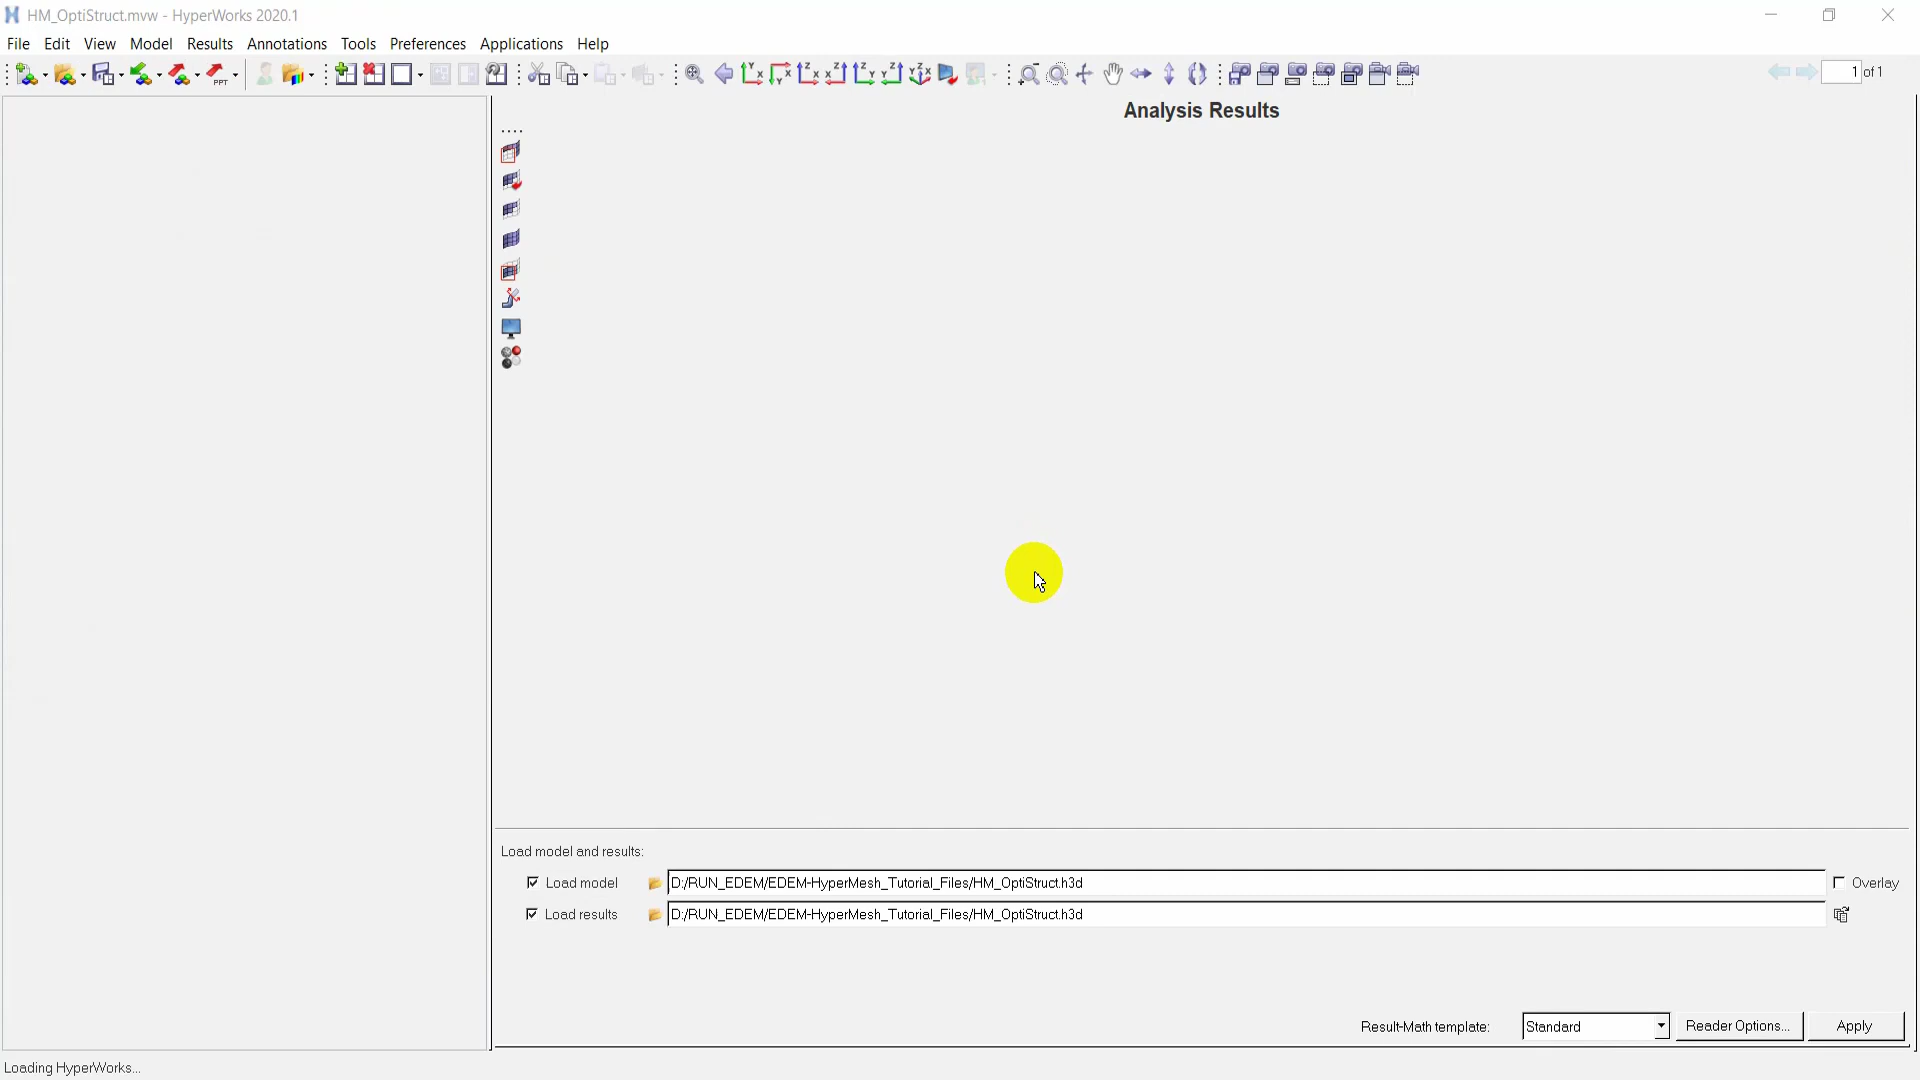 HM_OptiStruct.mvw - HyperWorks 2020.1
File Edit View Model Results Annotations Tools Preferences Applications Help
1 of 1
Analysis Results
Load model and results:
Load model D:/RUN_EDEM/EDEM-HyperMesh_Tutorial_Files/HM_OptiStruct.h3d Overlay
Load results D:/RUN_EDEM/EDEM-HyperMesh_Tutorial_Files/HM_OptiStruct.h3d
Result-Math template: Standard Reader Options... Apply
Loading HyperWorks...